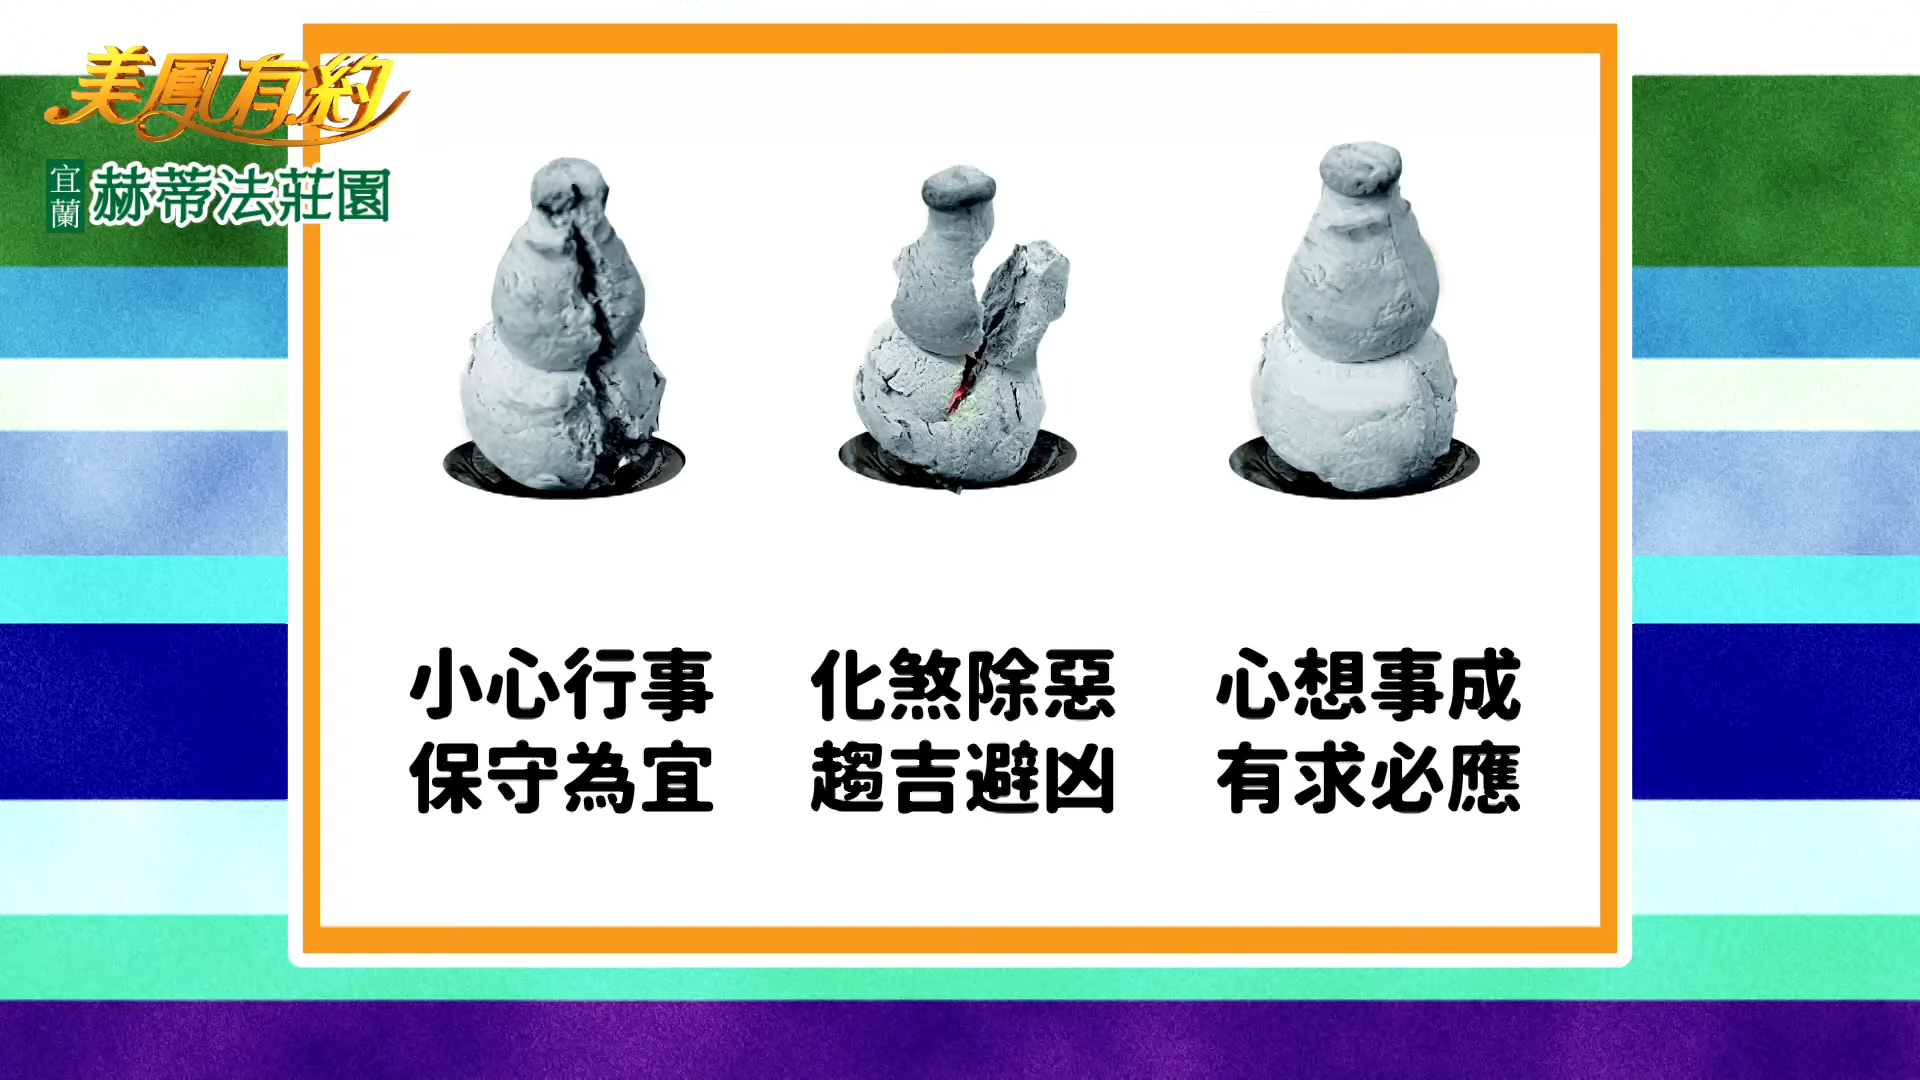 美鳳有約
宜蘭 赫蒂法莊園
小心行事
保守為宜
化煞除惡
趨吉避凶
心想事成
有求必應